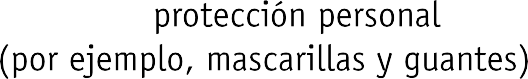 protección personal
(por ejemplo, mascarillas y guantes)